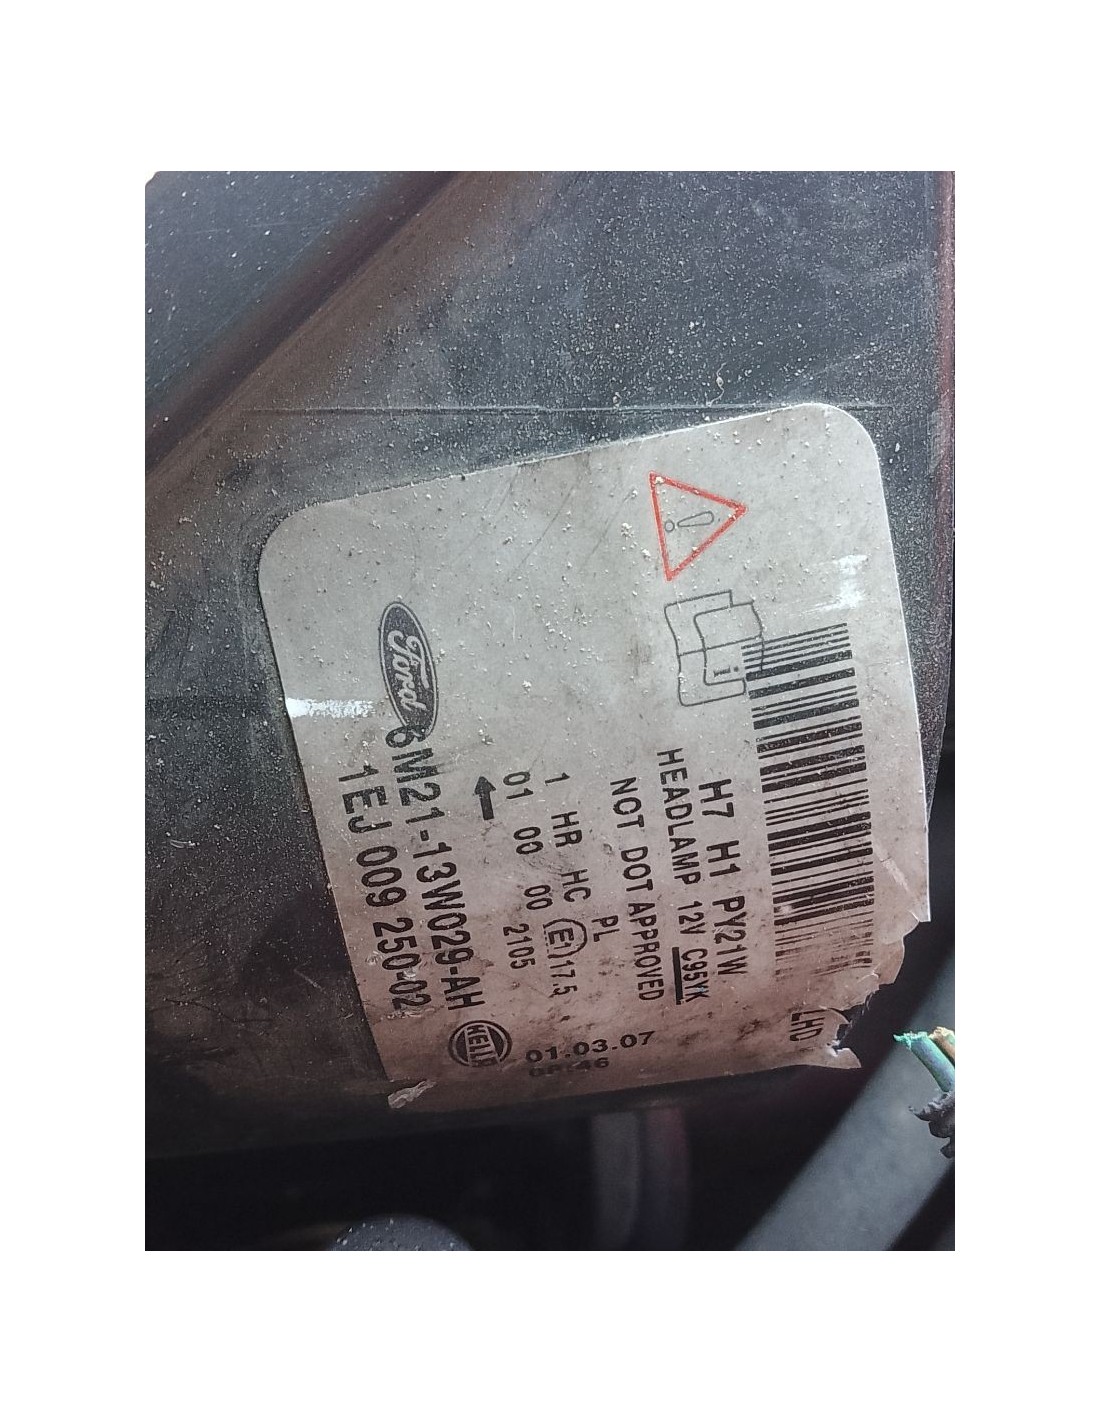 Ford
6M21-13W029-AH
1EJ 009 250-02
HELLA
01 00 00 2105
1 HR HC E1 17.5
PL
NOT DOT APPROVED
HEADLAMP 12V C95YK
H7 H1 PY21W
01.03.07
LHD
i